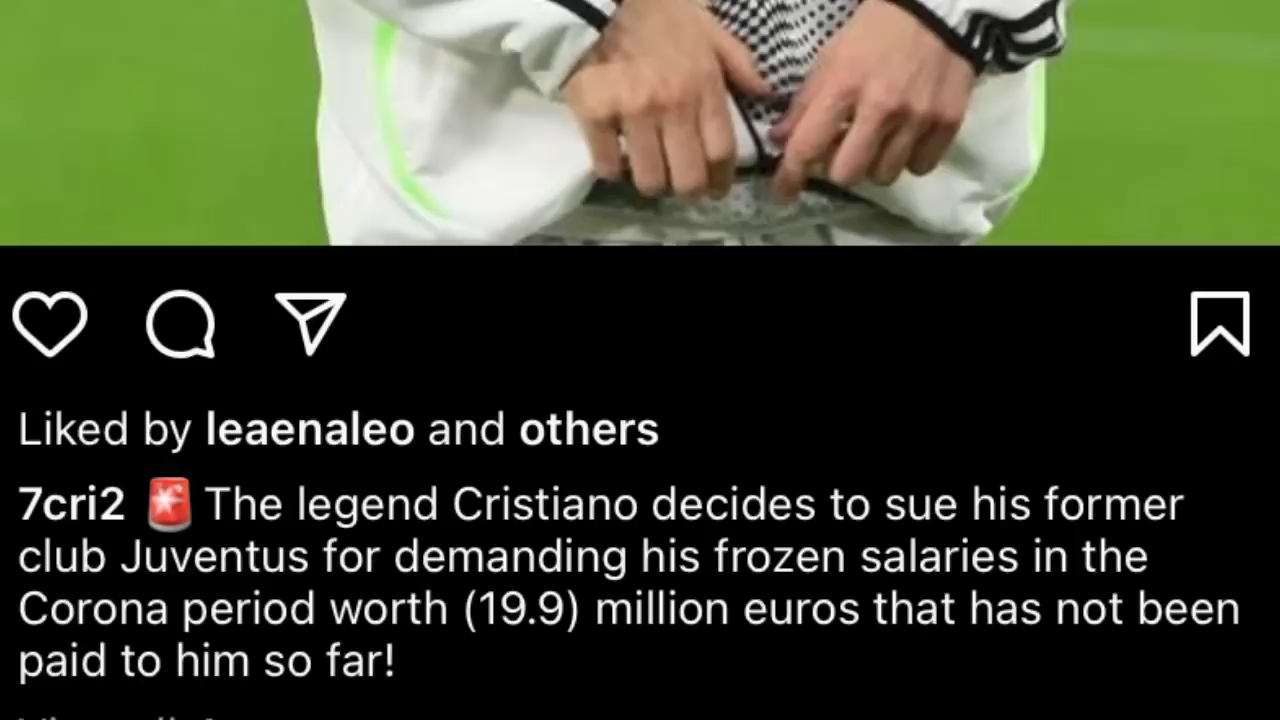 Liked by leaenaleo and others
7cri2 🚨 The legend Cristiano decides to sue his former
club Juventus for demanding his frozen salaries in the
Corona period worth (19.9) million euros that has not been
paid to him so far!